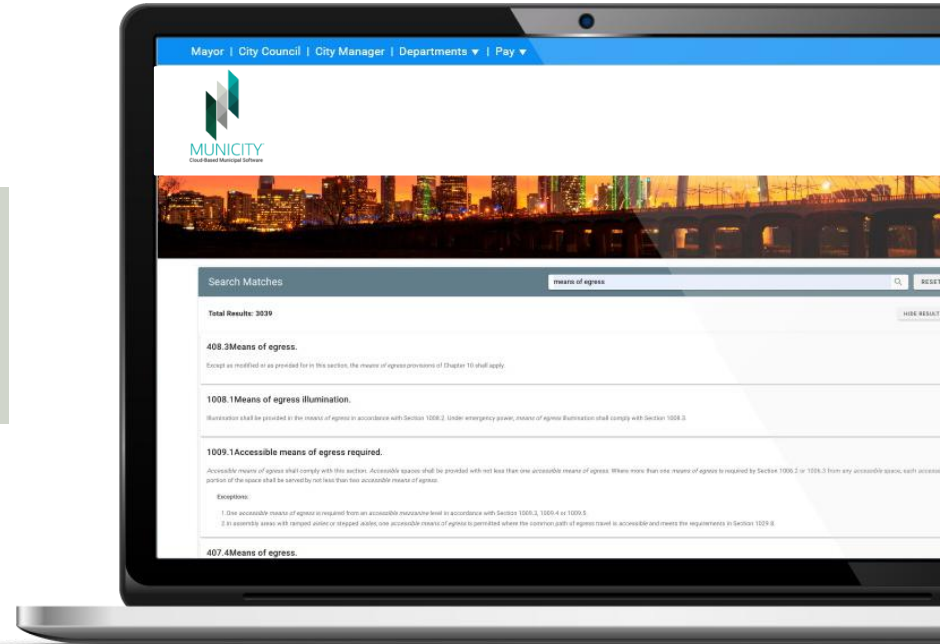 Mayor | City Council | City Manager | Departments ▼ | Pay ▼
MUNICITY
Cloud-Based Municipal Software
Search Matches
means of egress
RESET
Total Results: 3039
HIDE RESULT
408.3Means of egress.
Except as modified or as provided for in this section, the means of egress provisions of Chapter 10 shall apply.
1008.1Means of egress illumination.
Illumination shall be provided in the means of egress in accordance with Section 1008.2. Under emergency power, means of egress illumination shall comply with Section 1008.3.
1009.1Accessible means of egress required.
Accessible means of egress shall comply with this section. Accessible spaces shall be provided with not less than one accessible means of egress. Where more than one means of egress is required by Section 1006.2 or 1006.3 from any accessible space, each accesse
portion of the space shall be served by not less than two accessible means of egress.
Exceptions:
1. One accessible means of egress is required from an accessible mezzanine level in accordance with Section 1009.3, 1009.4 or 1009.5.
2. In assembly areas with ramped aisles or stepped aisles, one accessible means of egress is permitted where the common path of egress travel is accessible and meets the requirements in Section 1029.8.
407.4Means of egress.